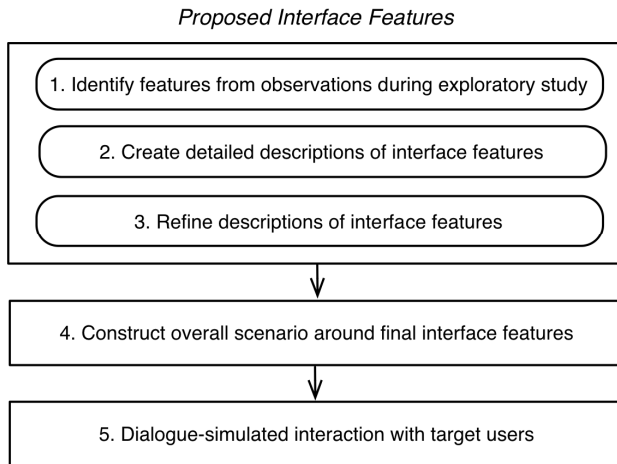 Proposed Interface Features
1. Identify features from observations during exploratory study
2. Create detailed descriptions of interface features
3. Refine descriptions of interface features
4. Construct overall scenario around final interface features
5. Dialogue-simulated interaction with target users